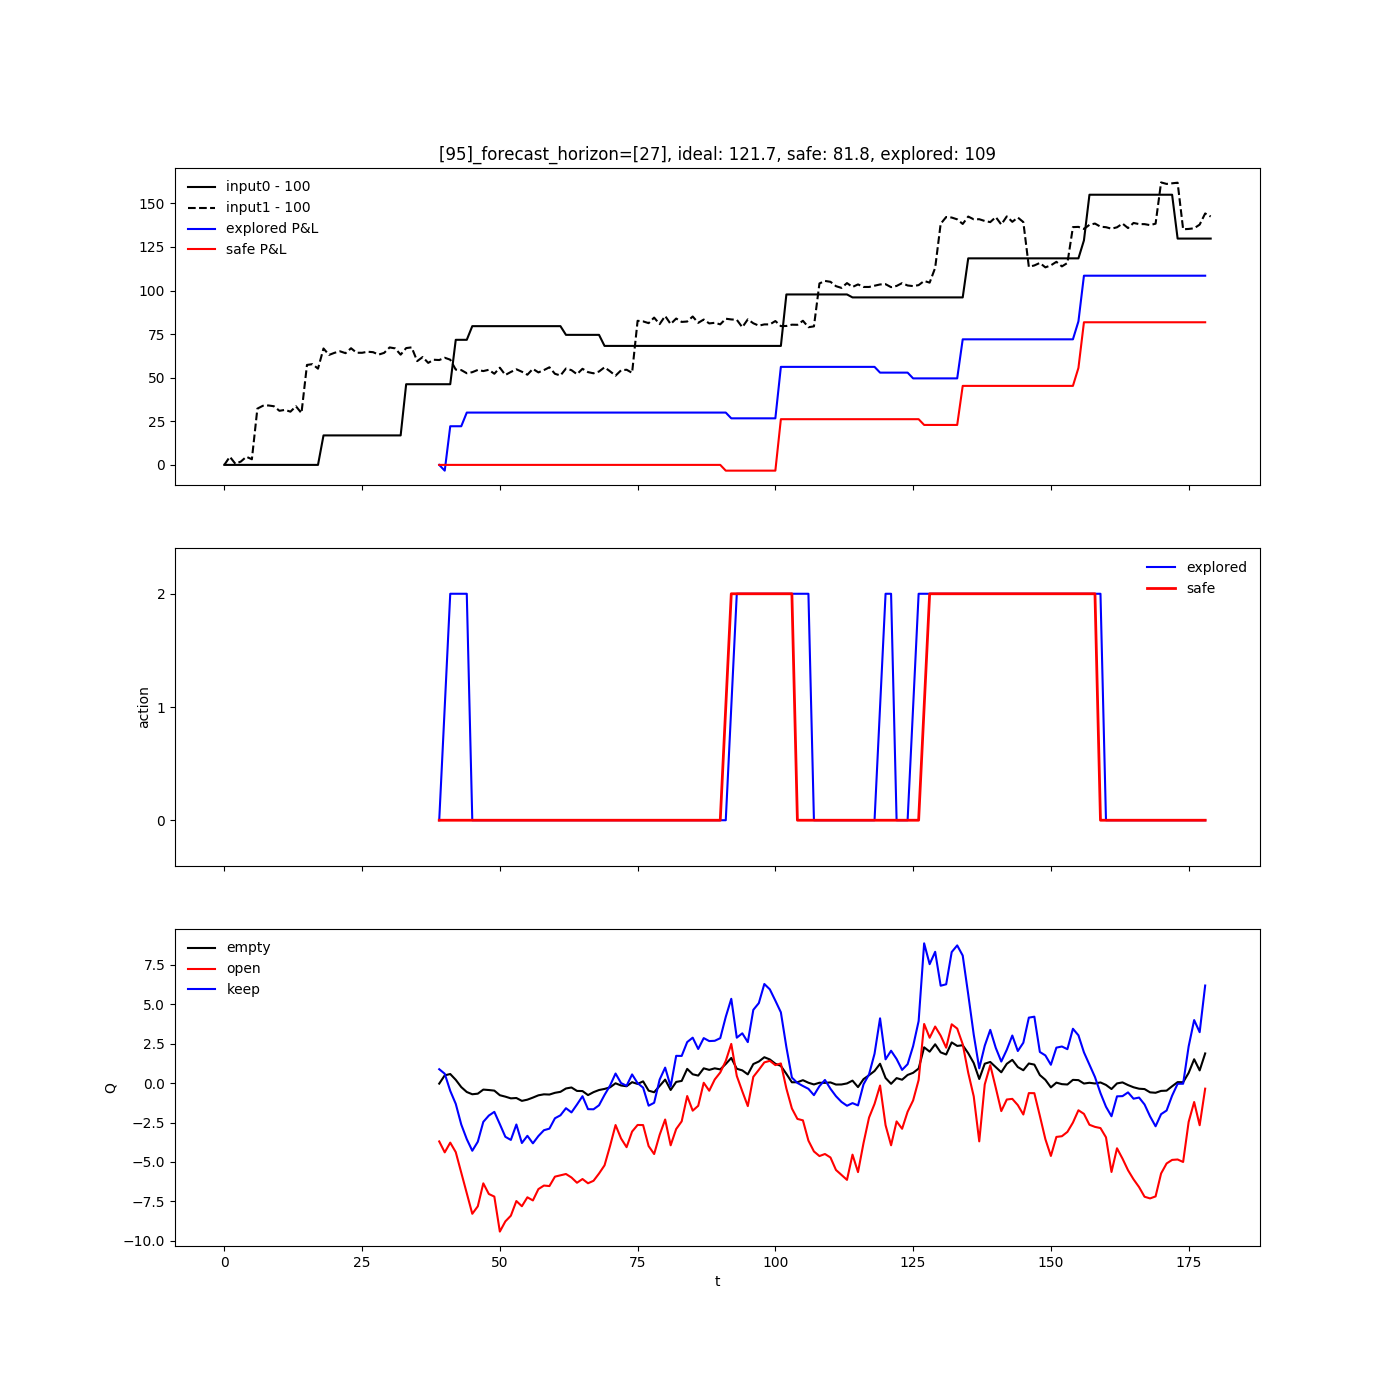 [95]_forecast_horizon=[27], ideal: 121.7, safe: 81.8, explored: 109
input0 - 100
input1 - 100
explored P&L
safe P&L
150
125
100
75
50
25
0
explored
safe
2
1
0
action
empty
open
keep
7.5
5.0
2.5
0.0
−2.5
−5.0
−7.5
−10.0
Q
0 25 50 75 100 125 150 175
t